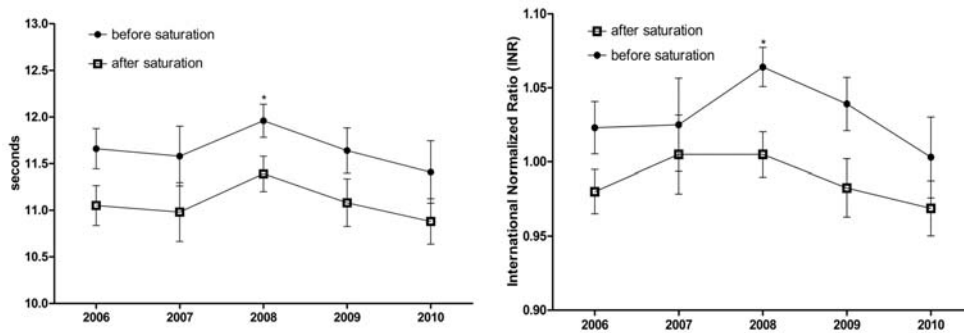 13.0
12.5
12.0
11.5
11.0
10.5
10.0
seconds
before saturation
after saturation
*
2006 2007 2008 2009 2010
1.10
1.05
1.00
0.95
0.90
International Normalized Ratio (INR)
after saturation
before saturation
*
2006 2007 2008 2009 2010